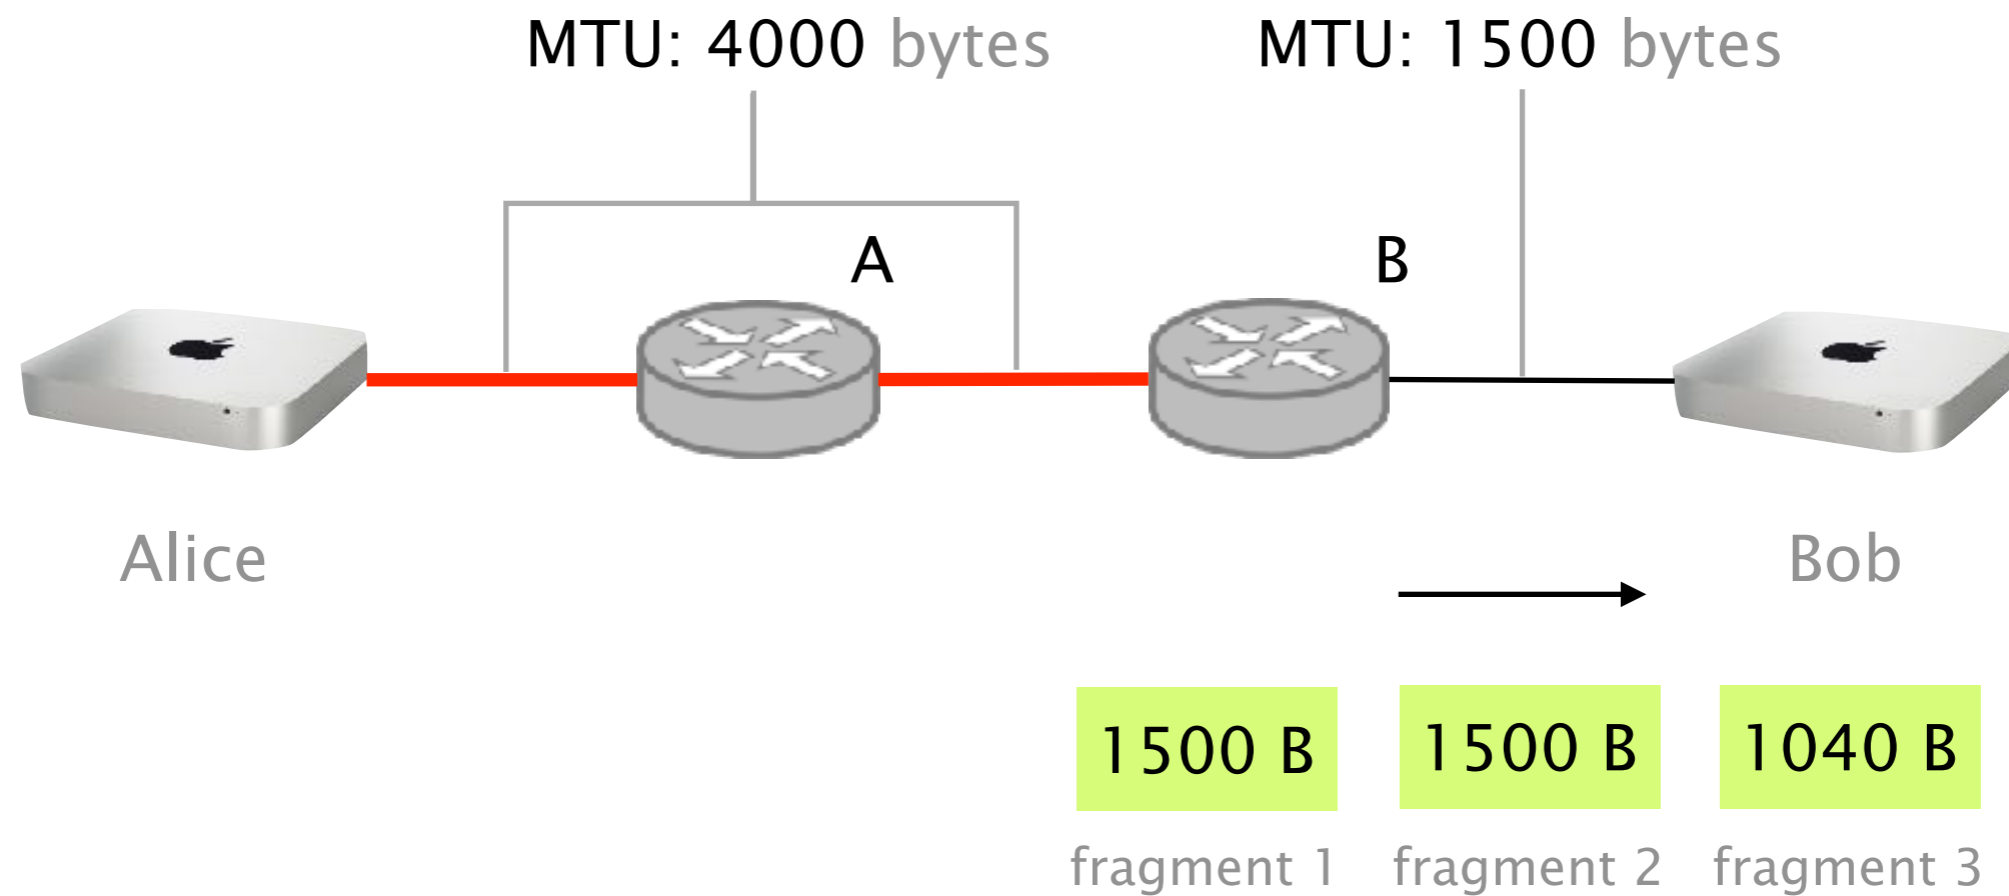 MTU: 4000 bytes
MTU: 1500 bytes
A
B
Alice
Bob
1500 B
1500 B
1040 B
fragment 1
fragment 2
fragment 3